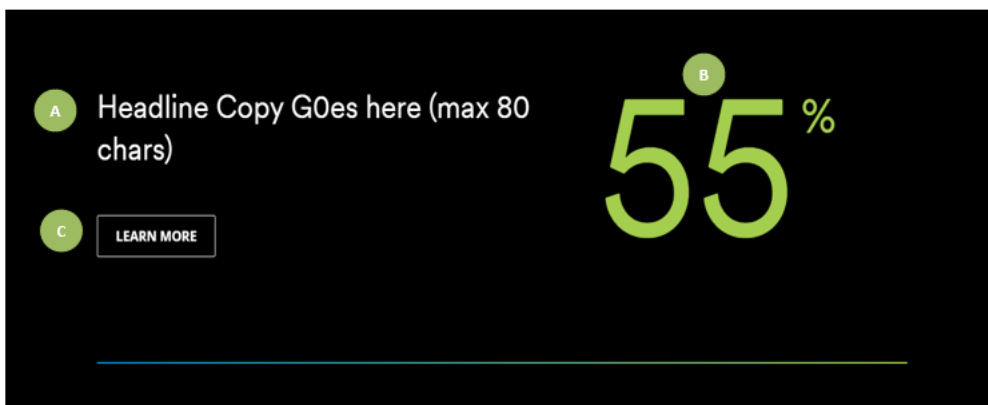 A
Headline Copy G0es here (max 80
chars)
B
55%
C
LEARN MORE